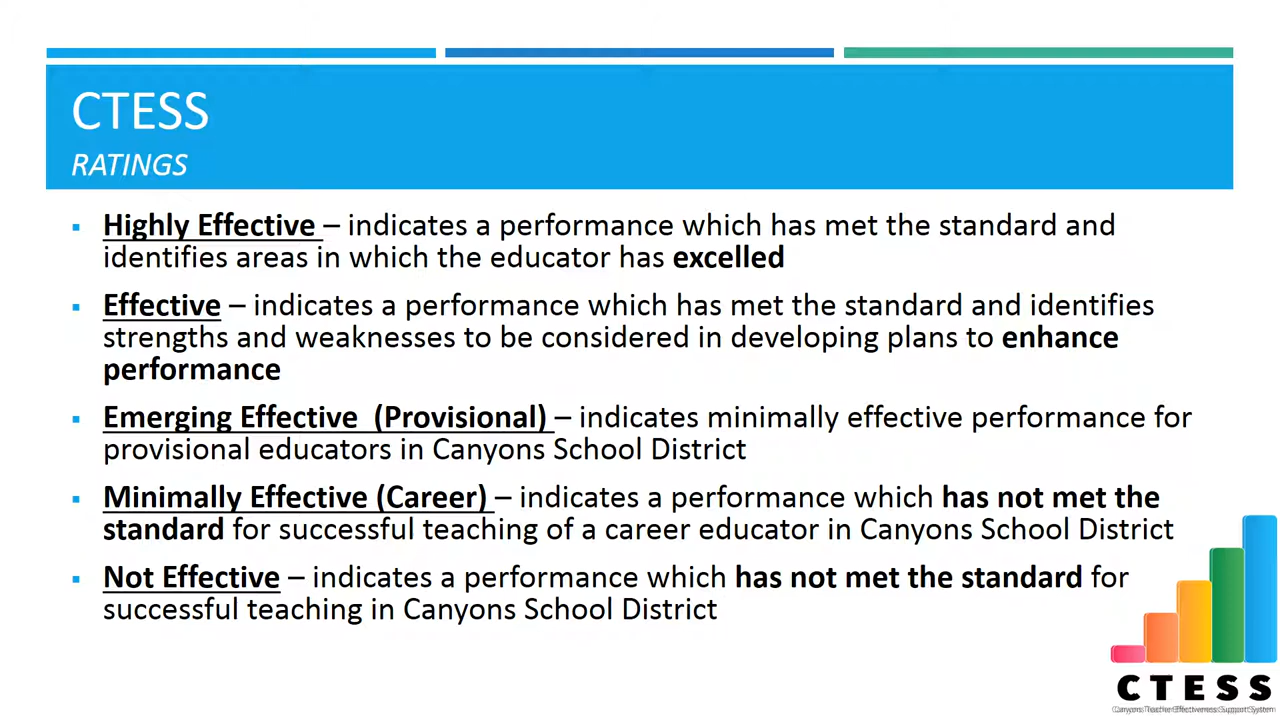 CTESS
RATINGS
Highly Effective – indicates a performance which has met the standard and
identifies areas in which the educator has excelled
Effective – indicates a performance which has met the standard and identifies
strengths and weaknesses to be considered in developing plans to enhance
performance
Emerging Effective (Provisional) – indicates minimally effective performance for
provisional educators in Canyons School District
Minimally Effective (Career) – indicates a performance which has not met the
standard for successful teaching of a career educator in Canyons School District
Not Effective – indicates a performance which has not met the standard for
successful teaching in Canyons School District
CTESS
Canyons Teacher Effectiveness Support System